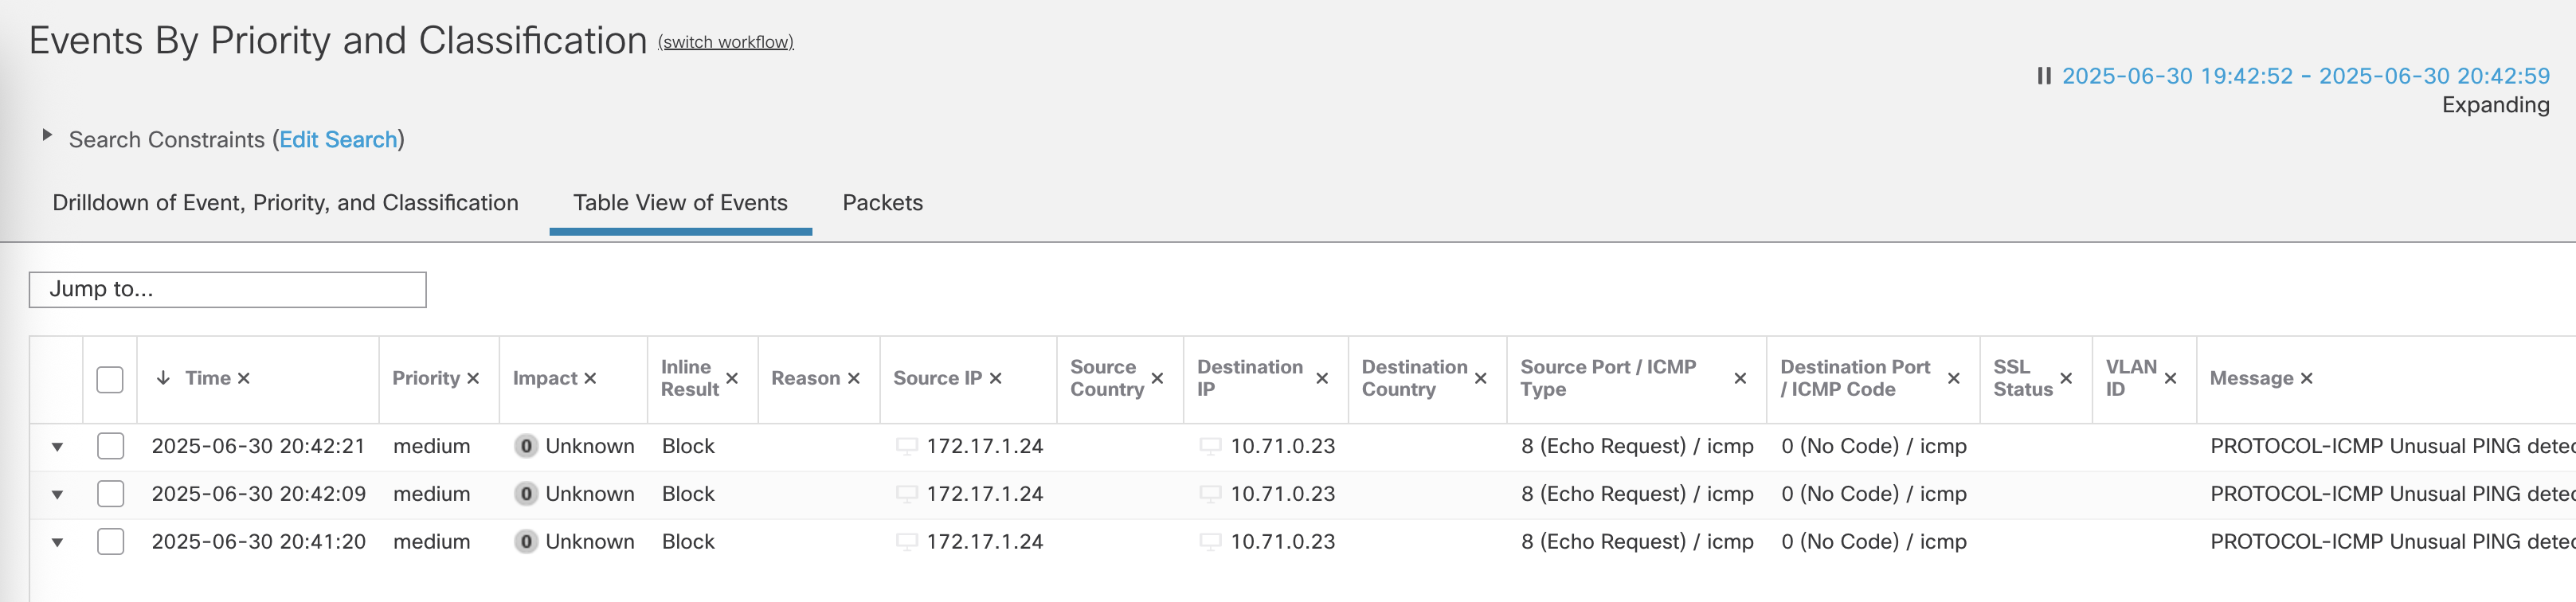 Events By Priority and Classification (switch workflow)
2025-06-30 19:42:52 - 2025-06-30 20:42:59
Expanding
Search Constraints (Edit Search)
Drilldown of Event, Priority, and Classification Table View of Events Packets
Jump to...
Time Priority Impact Inline Result Reason Source IP Source Country Destination IP Destination Country Source Port / ICMP Type Destination Port / ICMP Code SSL Status VLAN ID Message
2025-06-30 20:42:21 medium 0 Unknown Block 172.17.1.24 10.71.0.23 8 (Echo Request) / icmp 0 (No Code) / icmp PROTOCOL-ICMP Unusual PING
2025-06-30 20:42:09 medium 0 Unknown Block 172.17.1.24 10.71.0.23 8 (Echo Request) / icmp 0 (No Code) / icmp PROTOCOL-ICMP Unusual PING
2025-06-30 20:41:20 medium 0 Unknown Block 172.17.1.24 10.71.0.23 8 (Echo Request) / icmp 0 (No Code) / icmp PROTOCOL-ICMP Unusual PING